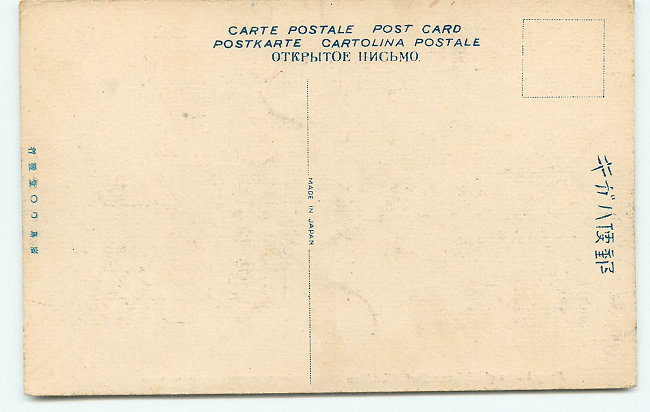 CARTE POSTALE POST CARD
POSTKARTE CARTOLINA POSTALE
ОТКРЫТОЕ ПИСЬМО.
MADE IN JAPAN
郵便ハガキ